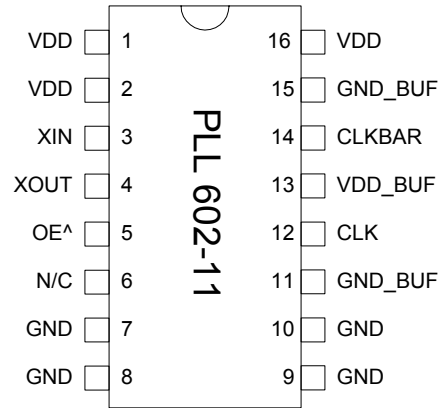 VDD 1 16 VDD
VDD 2 15 GND_BUF
XIN 3 14 CLKBAR
XOUT 4 13 VDD_BUF
OE^ 5 12 CLK
N/C 6 11 GND_BUF
GND 7 10 GND
GND 8 9 GND
PLL 602-11